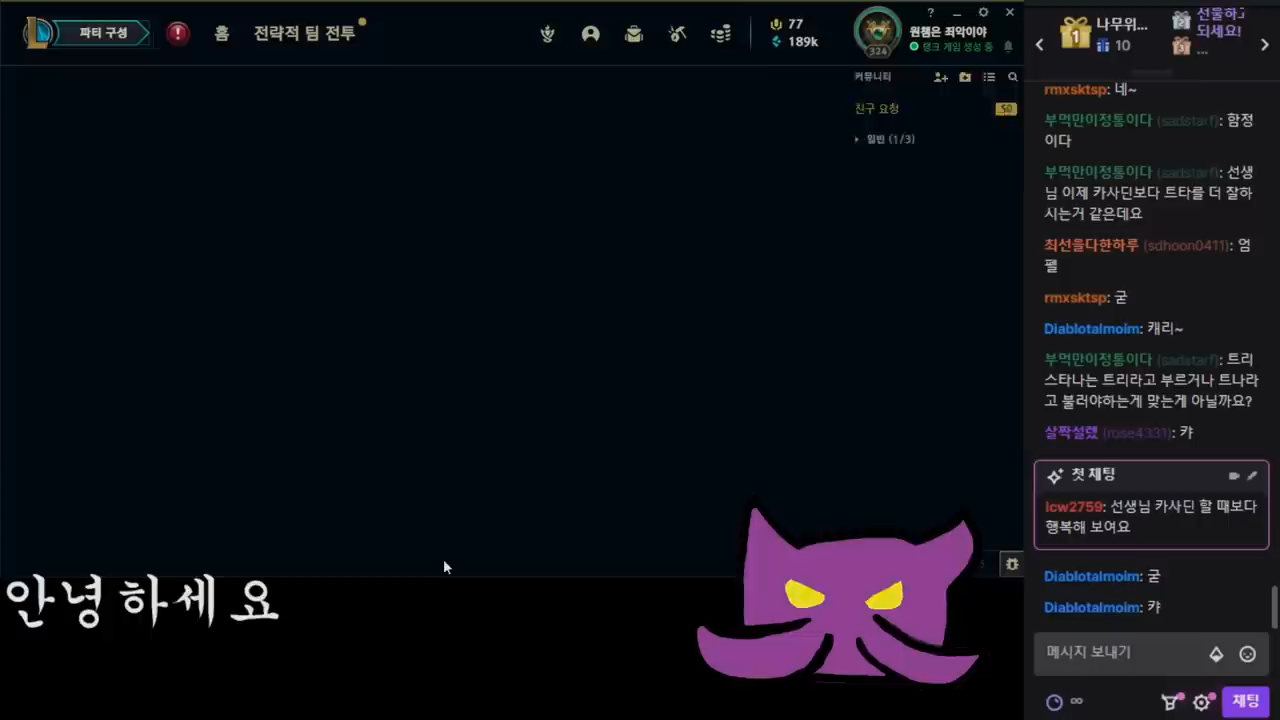 파티 구성
홈
전략적 팀 전투
77
189k
324
원챔은 죄악이야
랭크 게임 생성 중
커뮤니티
친구 요청
50
일반 (1/3)
안녕하세요
1
나무위...
10
2
선물하고
되세요!
3
...
rmxsktsp: 네~
부먹만이정통이다 (sadstarf): 함정
이다
부먹만이정통이다 (sadstarf): 선생
님 이제 카사딘보다 트타를 더 잘하
시는거 같은데요
최선을다한하루 (sdhoon0411): 엄
펠
rmxsktsp: 굳
Diablotalmoim: 캐리~
부먹만이정통이다 (sadstarf): 트리
스타나는 트리라고 부르거나 트나라
고 불러야하는게 맞는게 아닐까요?
살짝설렜 (rose4331): 캬
첫 채팅
lcw2759: 선생님 카사딘 할 때보다
행복해 보여요
Diablotalmoim: 굳
Diablotalmoim: 캬
메시지 보내기
채팅